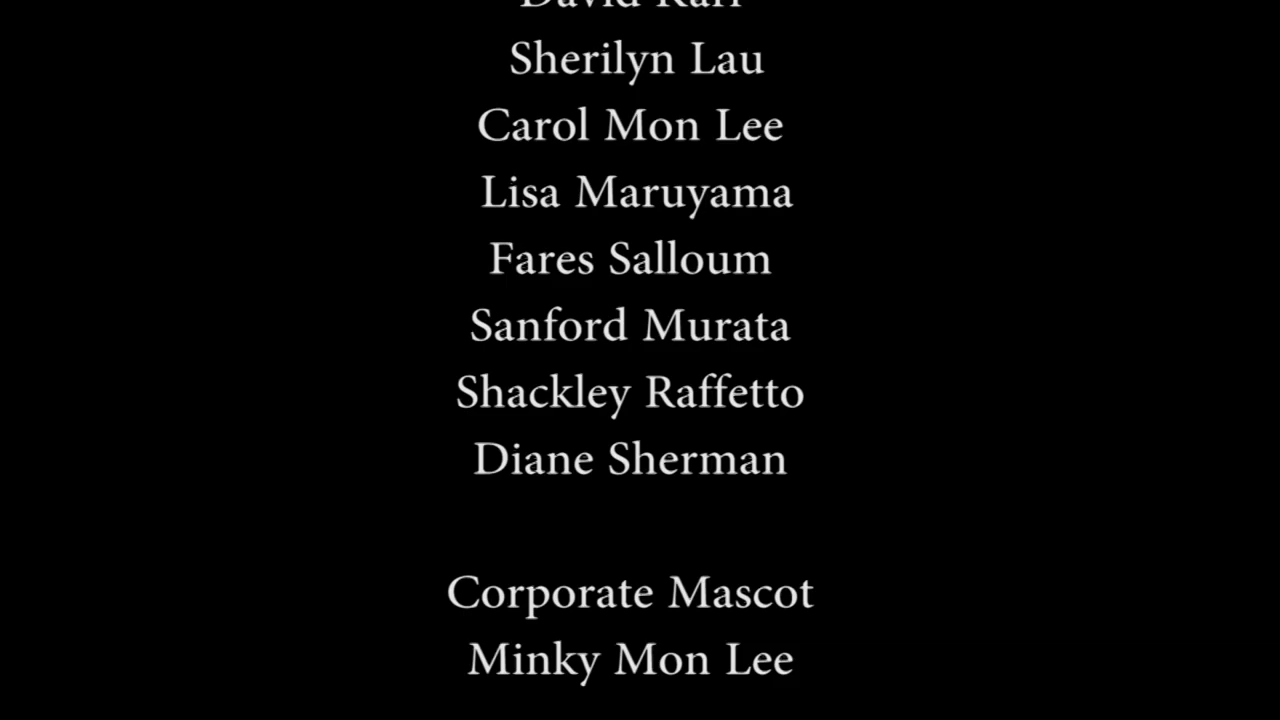 David
Sherilyn Lau
Carol Mon Lee
Lisa Maruyama
Fares Salloum
Sanford Murata
Shackley Raffetto
Diane Sherman
Corporate Mascot
Minky Mon Lee